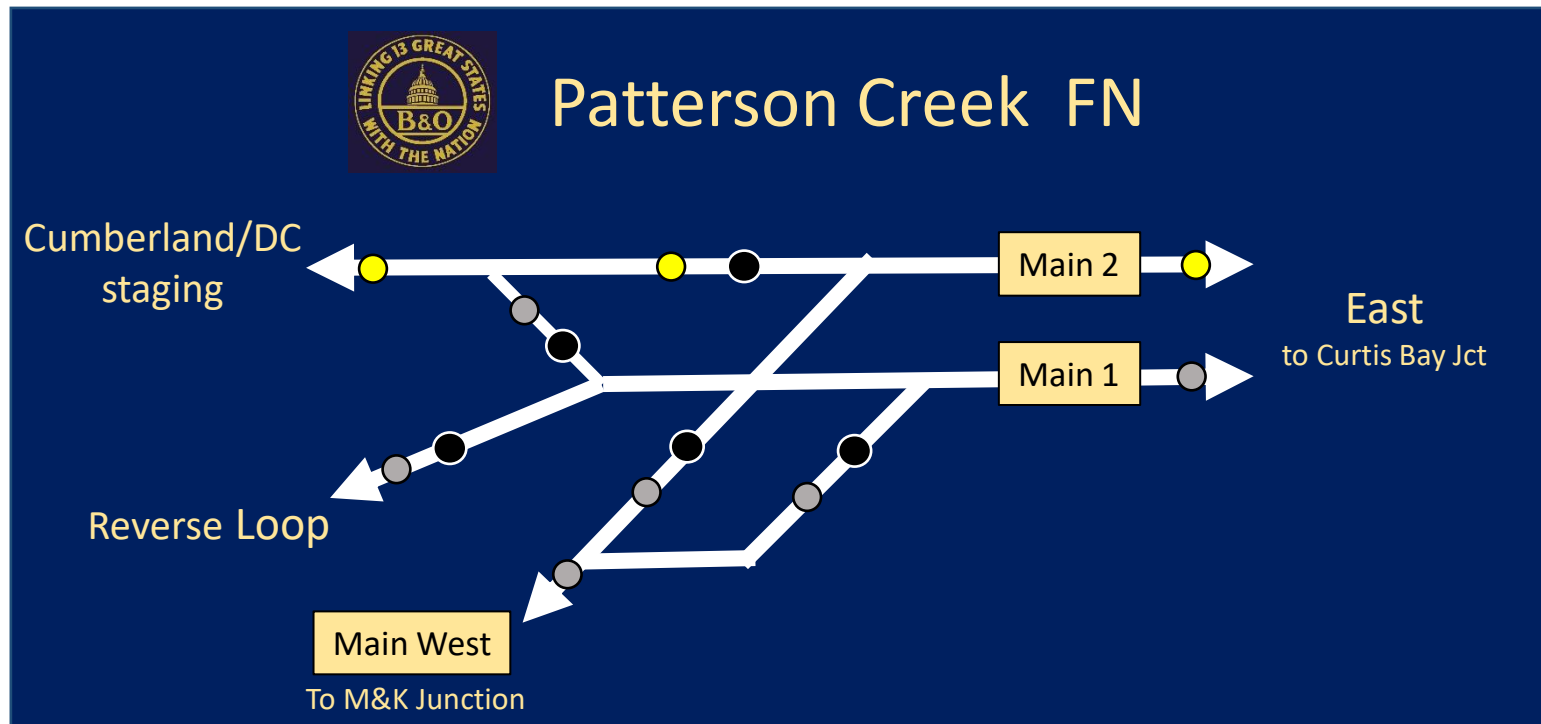 LINKING 13 GREAT STATES
B&O
WITH THE NATION
Patterson Creek FN
Cumberland/DC
staging
Main 2
East
to Curtis Bay Jct
Main 1
Reverse Loop
Main West
To M&K Junction